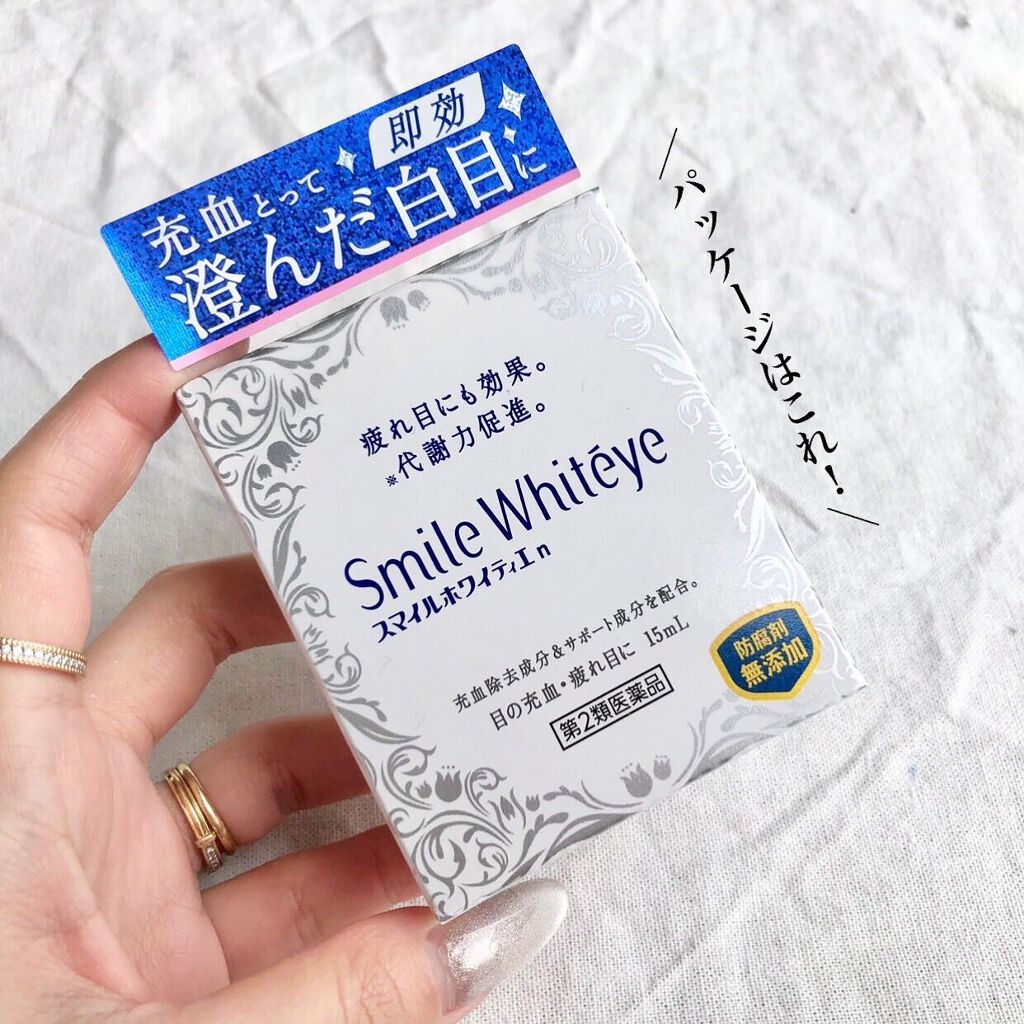 即効
充血とって
澄んだ白目に
疲れ目にも効果。
※代謝力促進。
Smile Whitéye
スマイルホワイティエn
充血除去成分&サポート成分を配合。
目の充血・疲れ目に 15mL
第2類医薬品
防腐剤
無添加
パッケージはこれ!